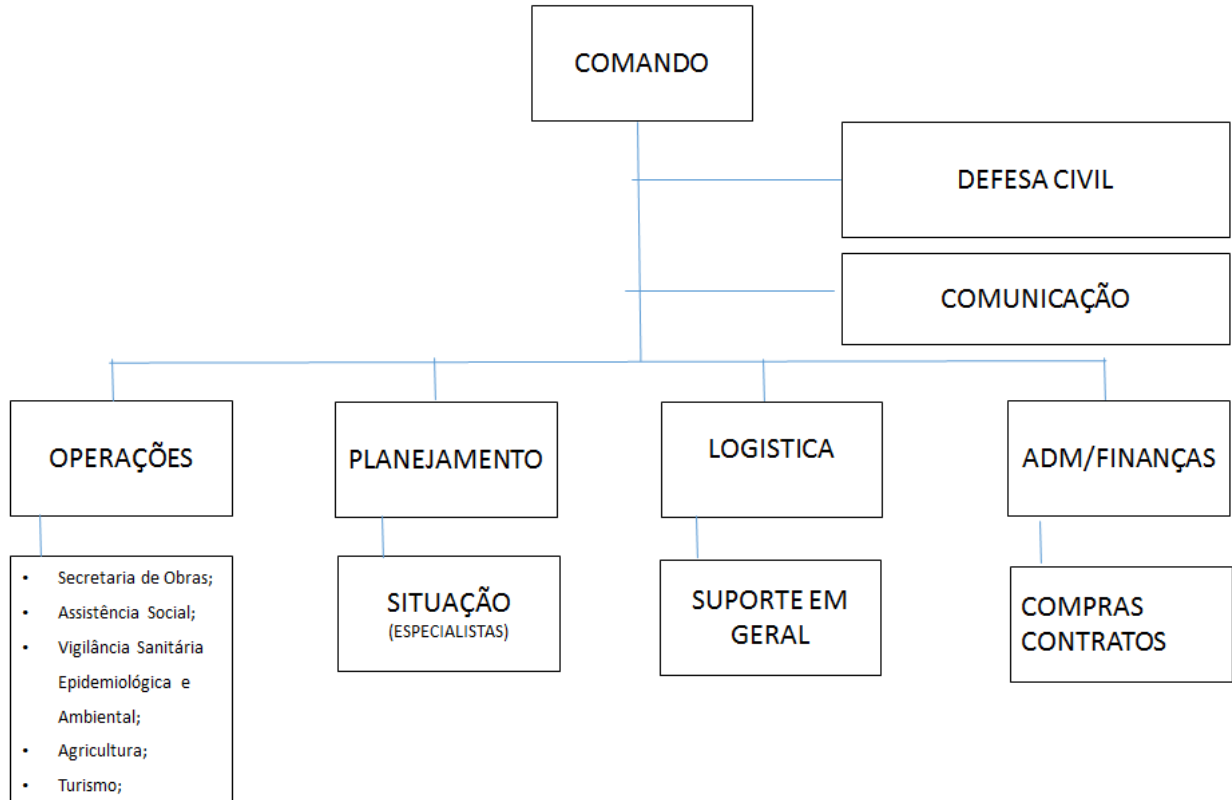 COMANDO
DEFESA CIVIL
COMUNICAÇÃO
OPERAÇÕES
PLANEJAMENTO
LOGISTICA
ADM/FINANÇAS
• Secretaria de Obras;
• Assistência Social;
• Vigilância Sanitária
Epidemiológica e
Ambiental;
• Agricultura;
• Turismo;
SITUAÇÃO
(ESPECIALISTAS)
SUPORTE EM
GERAL
COMPRAS
CONTRATOS